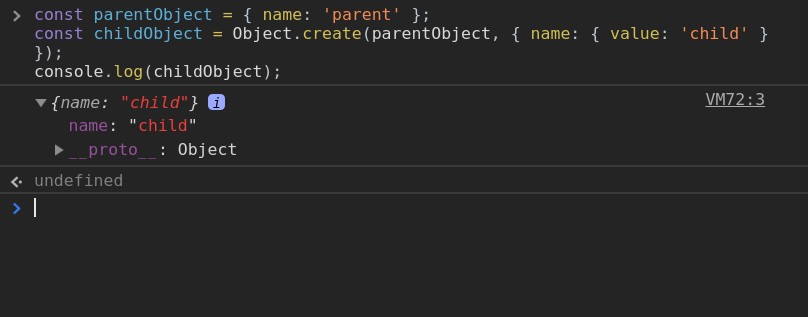 const parentObject = { name: 'parent' };
const childObject = Object.create(parentObject, { name: { value: 'child' }
});
console.log(childObject);
{name: "child"} i
VM72:3
name: "child"
__proto__: Object
undefined